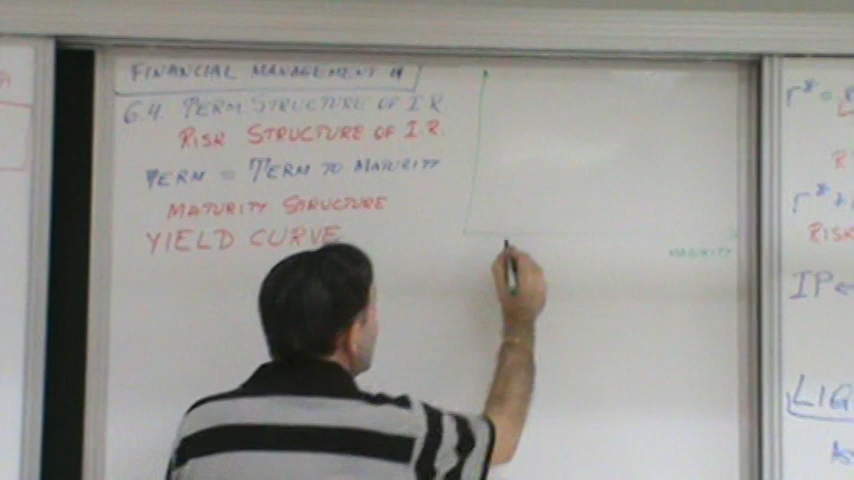 FINANCIAL MANAGEMENT
6.4. TERM STRUCTURE OF I.R
RISK STRUCTURE OF I.R.
TERM = TERM TO MATURITY
MATURITY STRUCTURE
YIELD CURVE
MATURITY
r* =
r* +
RISK
IP ←
LIG